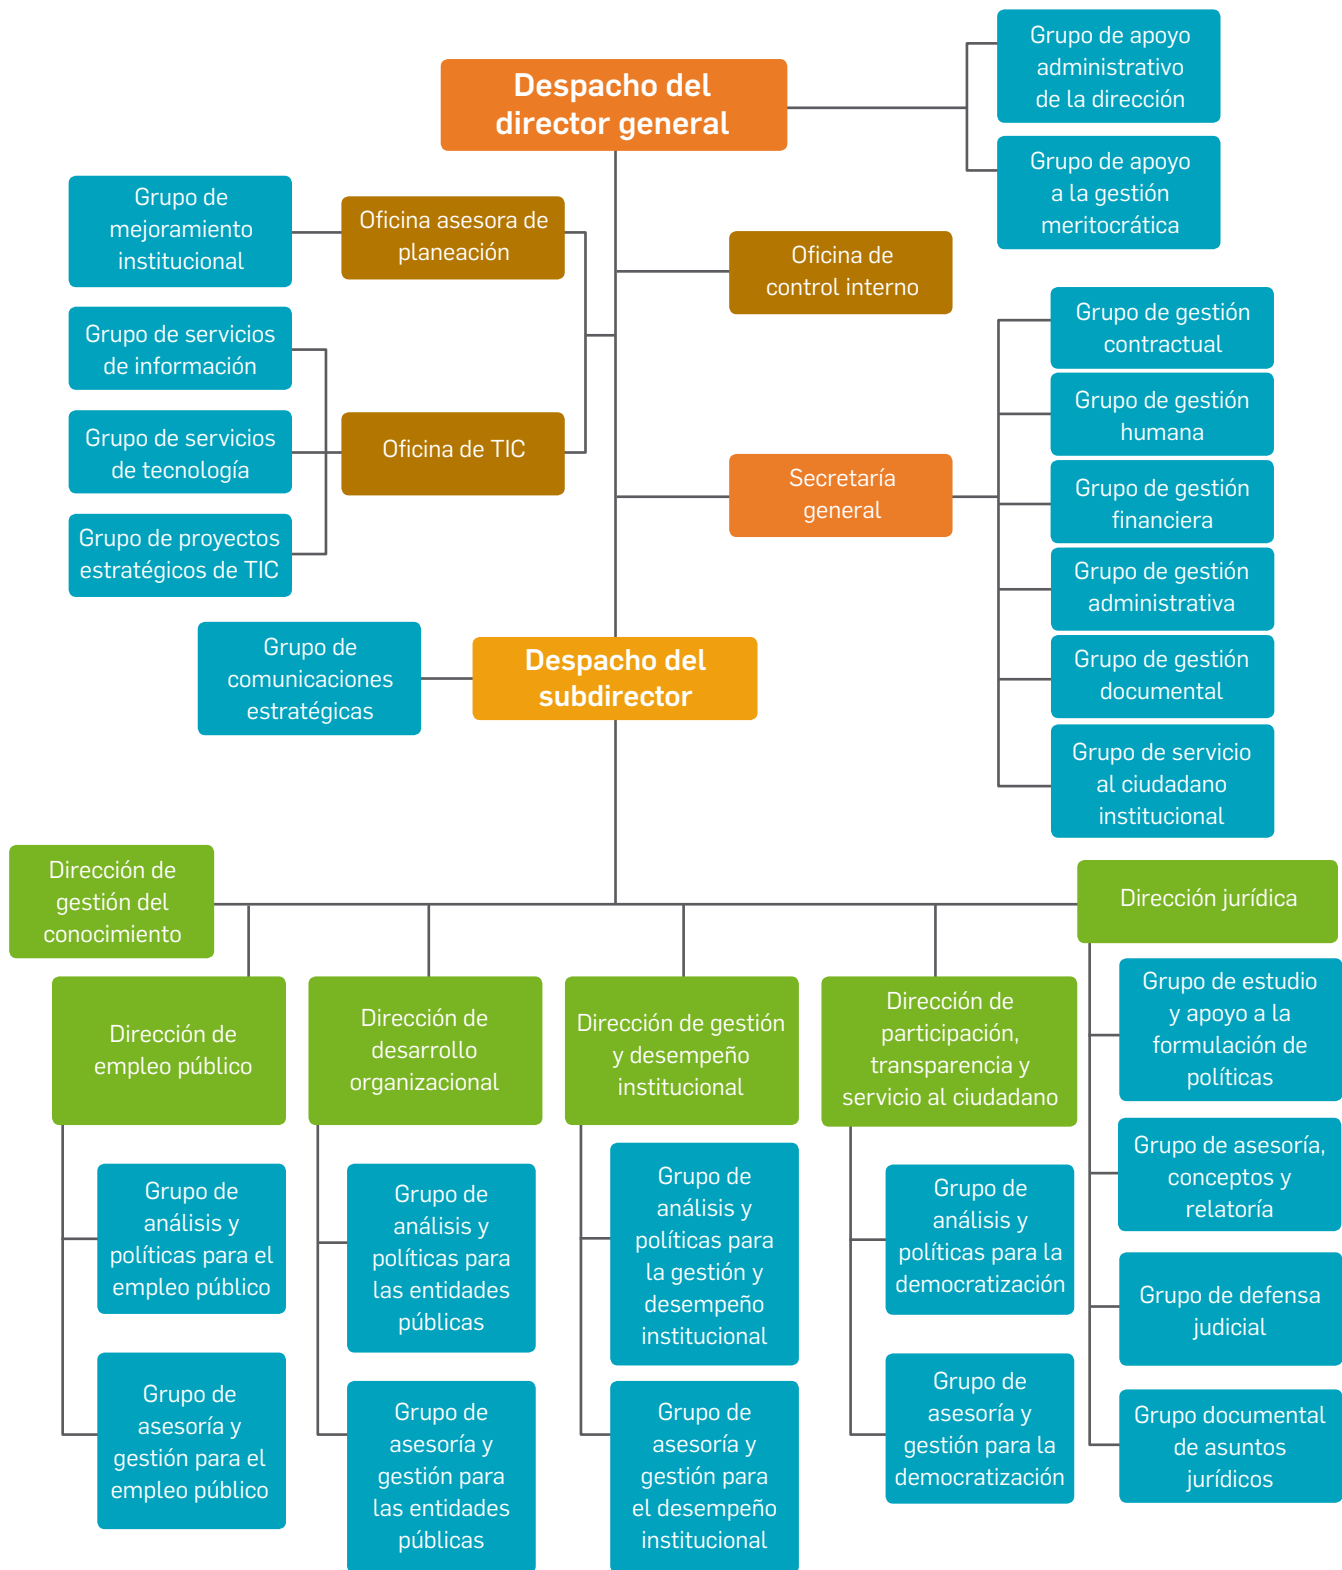 Despacho del
director general
Grupo de apoyo
administrativo
de la dirección
Grupo de apoyo
a la gestión
meritocrática
Grupo de
mejoramiento
institucional
Oficina asesora de
planeación
Oficina de
control interno
Grupo de servicios
de información
Grupo de servicios
de tecnología
Grupo de proyectos
estratégicos de TIC
Oficina de TIC
Secretaría
general
Grupo de gestión
contractual
Grupo de gestión
humana
Grupo de gestión
financiera
Grupo de gestión
administrativa
Grupo de gestión
documental
Grupo de servicio
al ciudadano
institucional
Grupo de
comunicaciones
estratégicas
Despacho del
subdirector
Dirección de
gestión del
conocimiento
Dirección jurídica
Dirección de
empleo público
Dirección de
desarrollo
organizacional
Dirección de gestión
y desempeño
institucional
Dirección de
participación,
transparencia y
servicio al ciudadano
Grupo de estudio
y apoyo a la
formulación de
políticas
Grupo de asesoría,
conceptos y
relatoría
Grupo de defensa
judicial
Grupo documental
de asuntos
jurídicos
Grupo de
análisis y
políticas para el
empleo público
Grupo de
asesoría y
gestión para el
empleo público
Grupo de
análisis y
políticas para
las entidades
públicas
Grupo de
asesoría y
gestión para
las entidades
públicas
Grupo de
análisis y
políticas para
la gestión y
desempeño
institucional
Grupo de
asesoría y
gestión para
el desempeño
institucional
Grupo de
análisis y
políticas para la
democratización
Grupo de
asesoría y
gestión para la
democratización